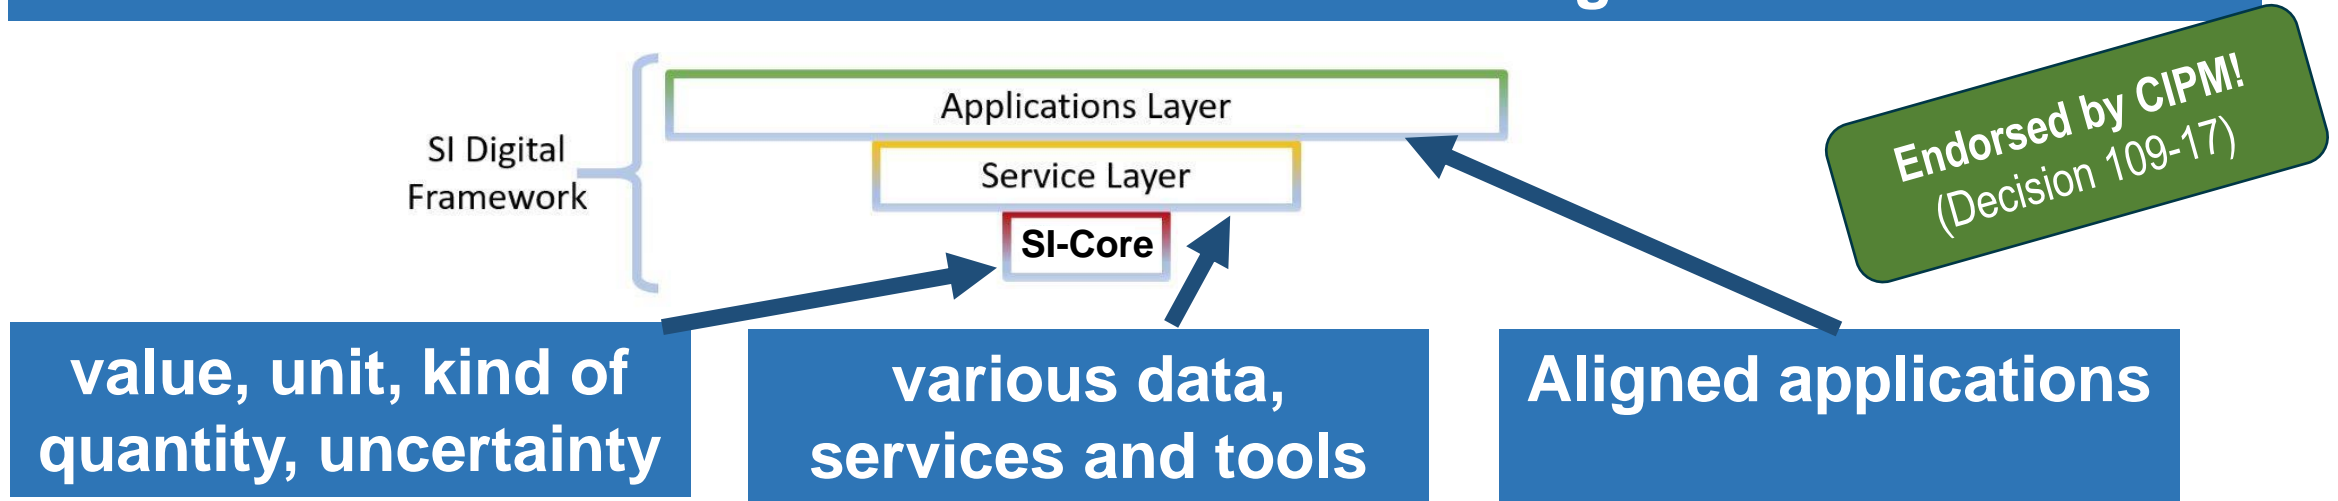 Applications Layer
SI Digital
Framework
Service Layer
SI-Core
Endorsed by CIPM!
(Decision 109-17)
value, unit, kind of
quantity, uncertainty
various data,
services and tools
Aligned applications